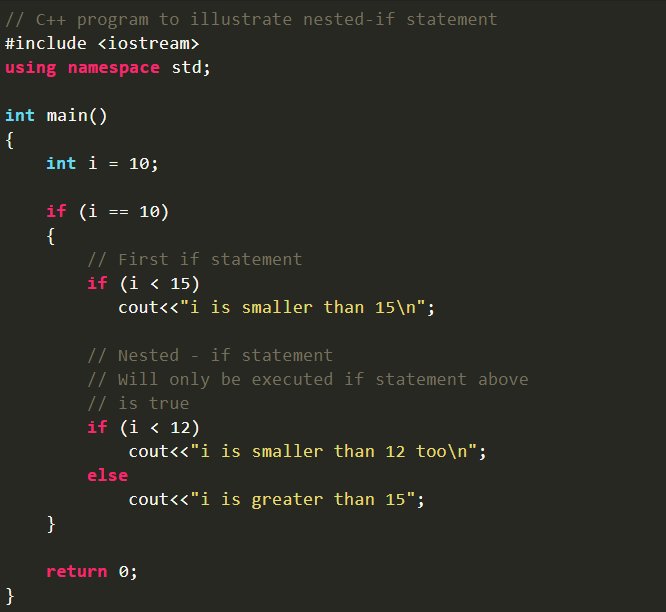 // C++ program to illustrate nested-if statement
#include <iostream>
using namespace std;

int main()
{
    int i = 10;

    if (i == 10)
    {
        // First if statement
        if (i < 15)
           cout<<"i is smaller than 15\n";

        // Nested - if statement
        // Will only be executed if statement above
        // is true
        if (i < 12)
            cout<<"i is smaller than 12 too\n";
        else
            cout<<"i is greater than 15";
    }

    return 0;
}